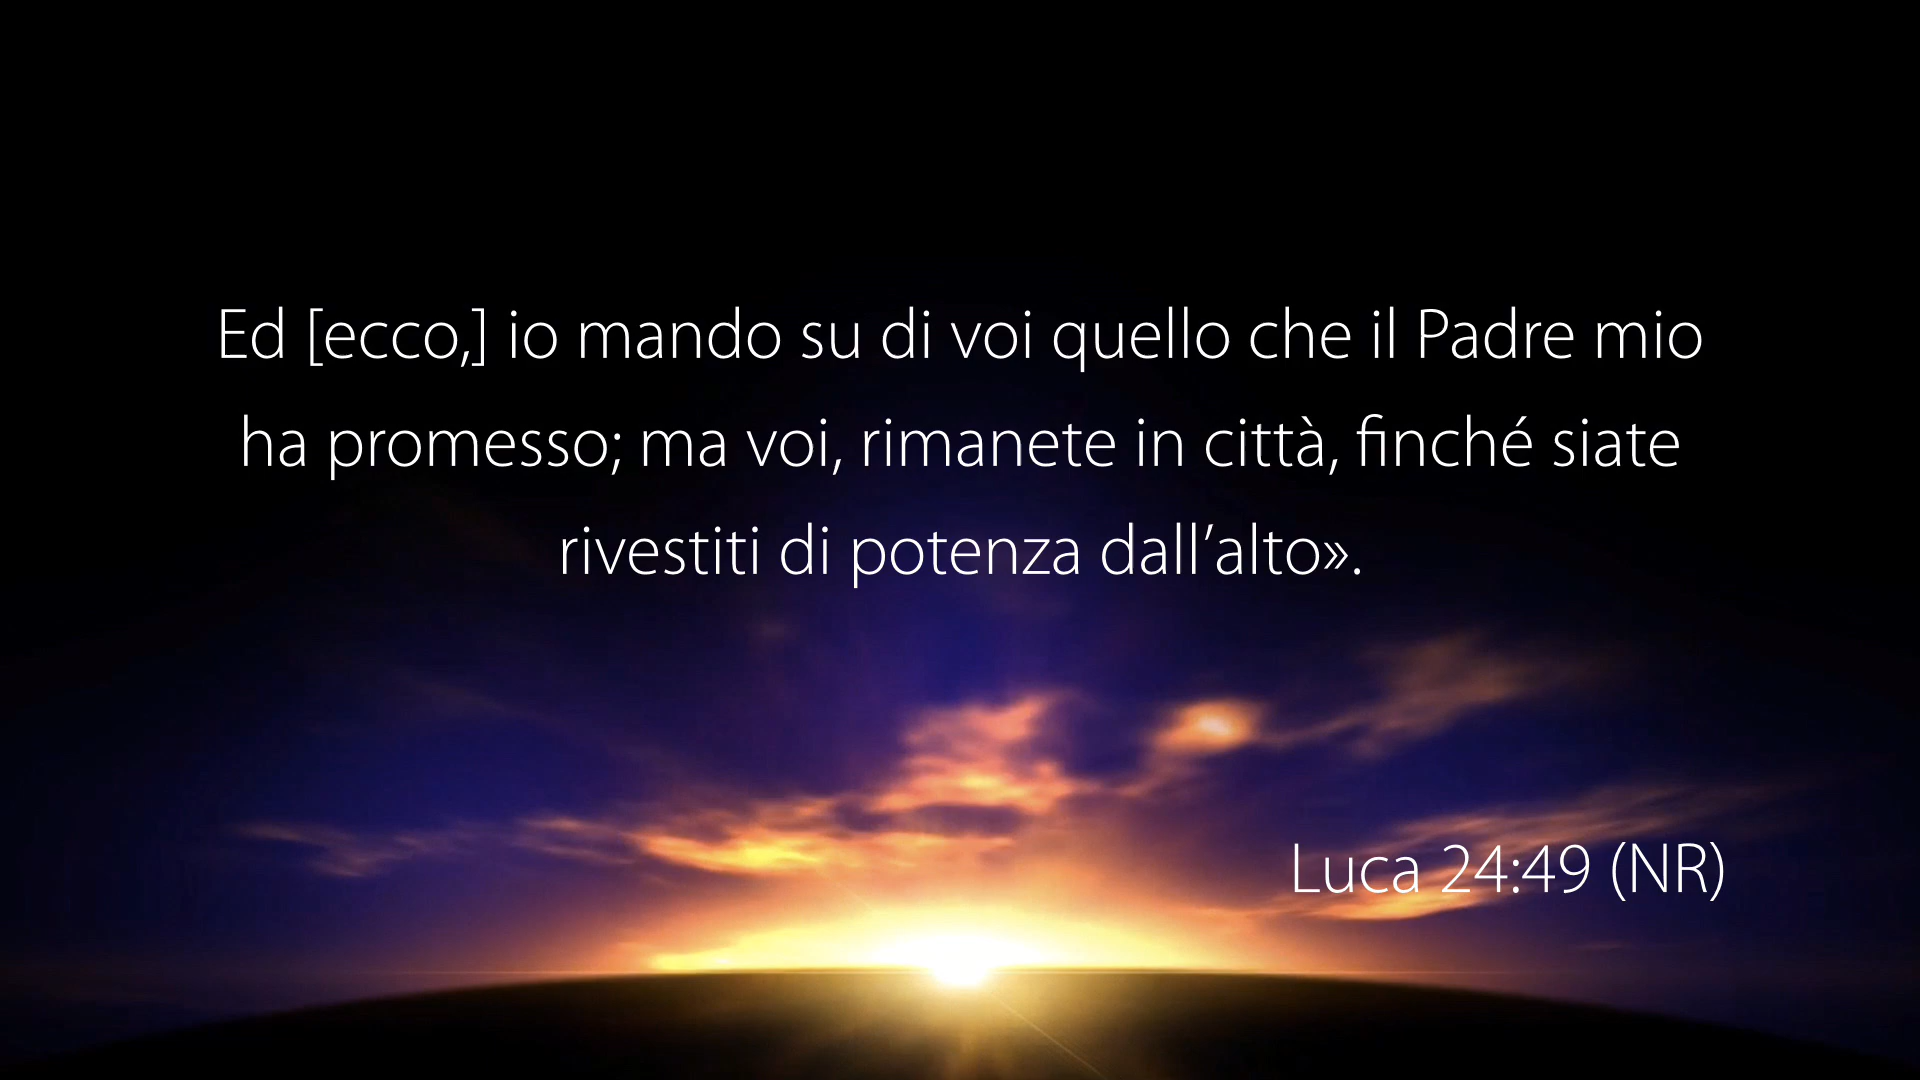 Ed [ecco,] io mando su di voi quello che il Padre mio
ha promesso; ma voi, rimanete in città, finché siate
rivestiti di potenza dall’alto».
Luca 24:49 (NR)